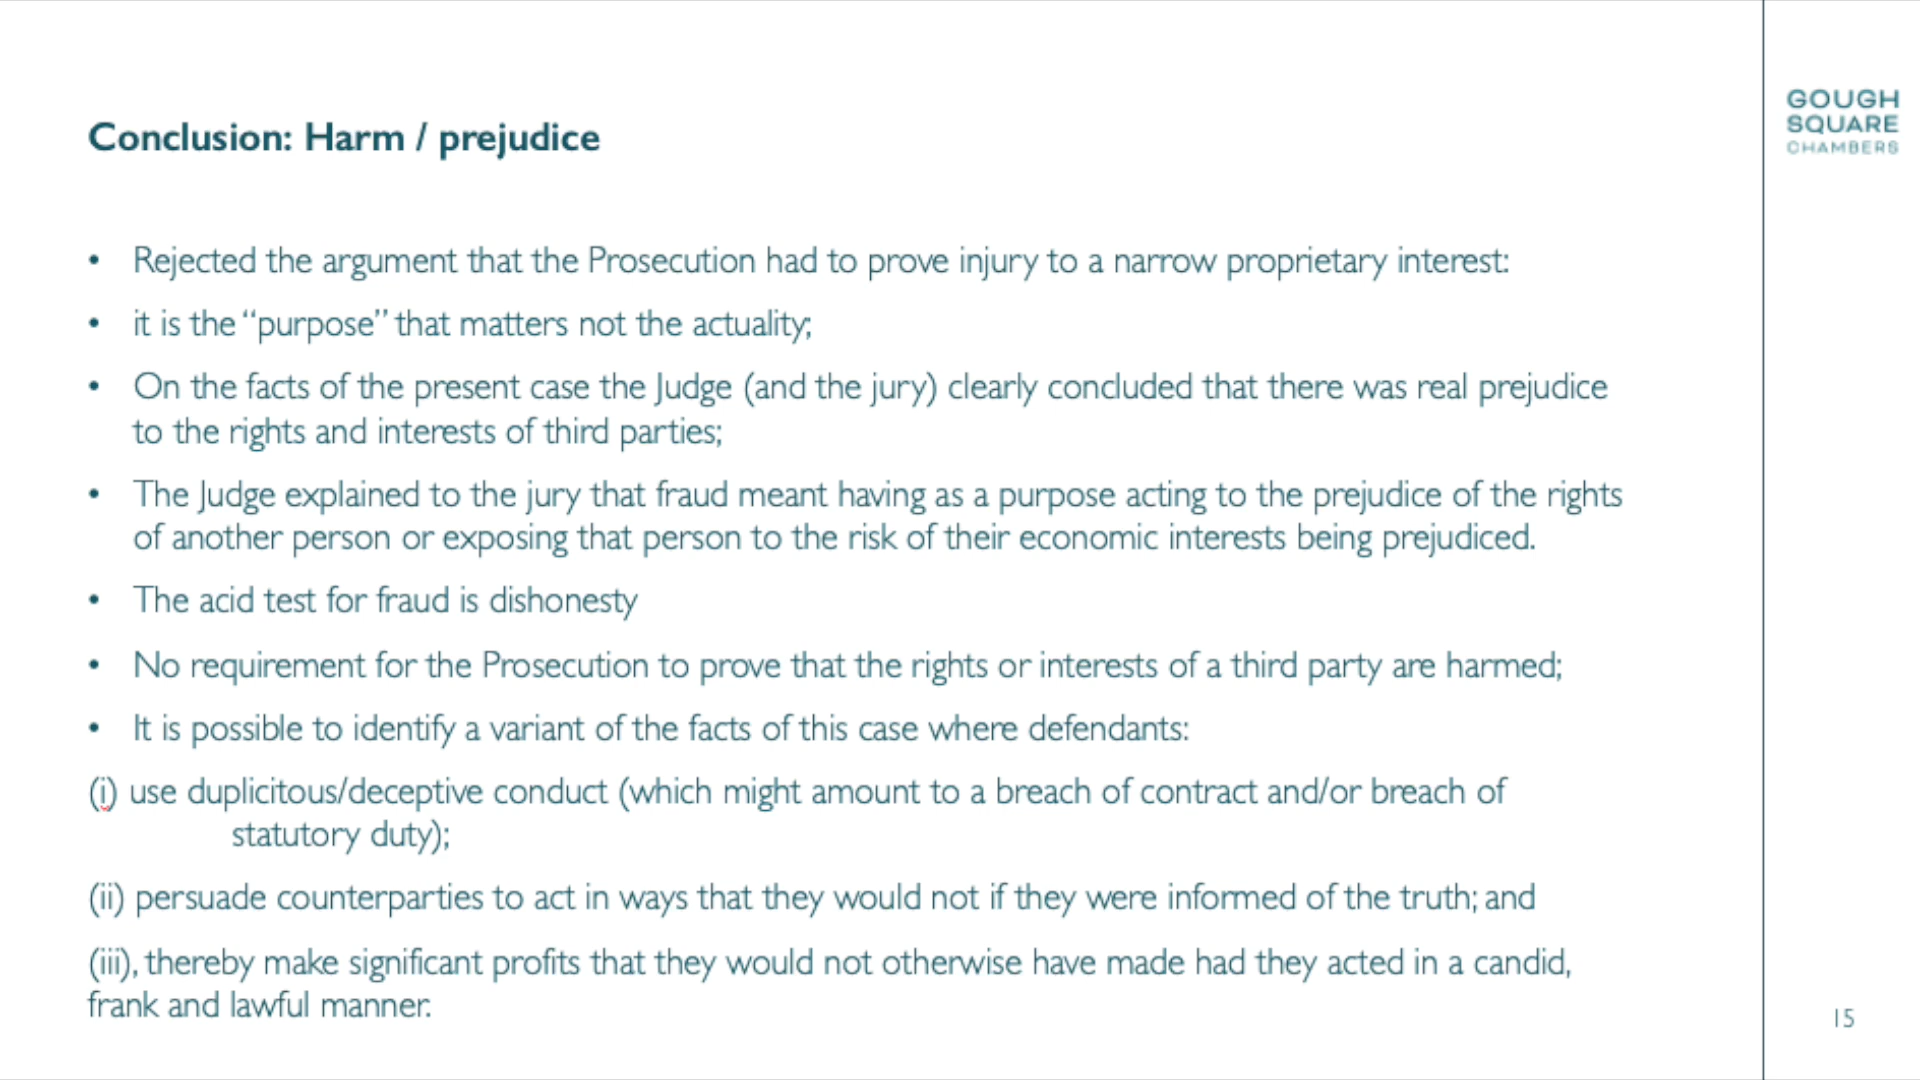 Conclusion: Harm / prejudice
GOUGH
SQUARE
CHAMBERS
• Rejected the argument that the Prosecution had to prove injury to a narrow proprietary interest:
• it is the “purpose” that matters not the actuality;
• On the facts of the present case the Judge (and the jury) clearly concluded that there was real prejudice
to the rights and interests of third parties;
• The Judge explained to the jury that fraud meant having as a purpose acting to the prejudice of the rights
of another person or exposing that person to the risk of their economic interests being prejudiced.
• The acid test for fraud is dishonesty
• No requirement for the Prosecution to prove that the rights or interests of a third party are harmed;
• It is possible to identify a variant of the facts of this case where defendants:
(i) use duplicitous/deceptive conduct (which might amount to a breach of contract and/or breach of
statutory duty);
(ii) persuade counterparties to act in ways that they would not if they were informed of the truth; and
(iii), thereby make significant profits that they would not otherwise have made had they acted in a candid,
frank and lawful manner.
15